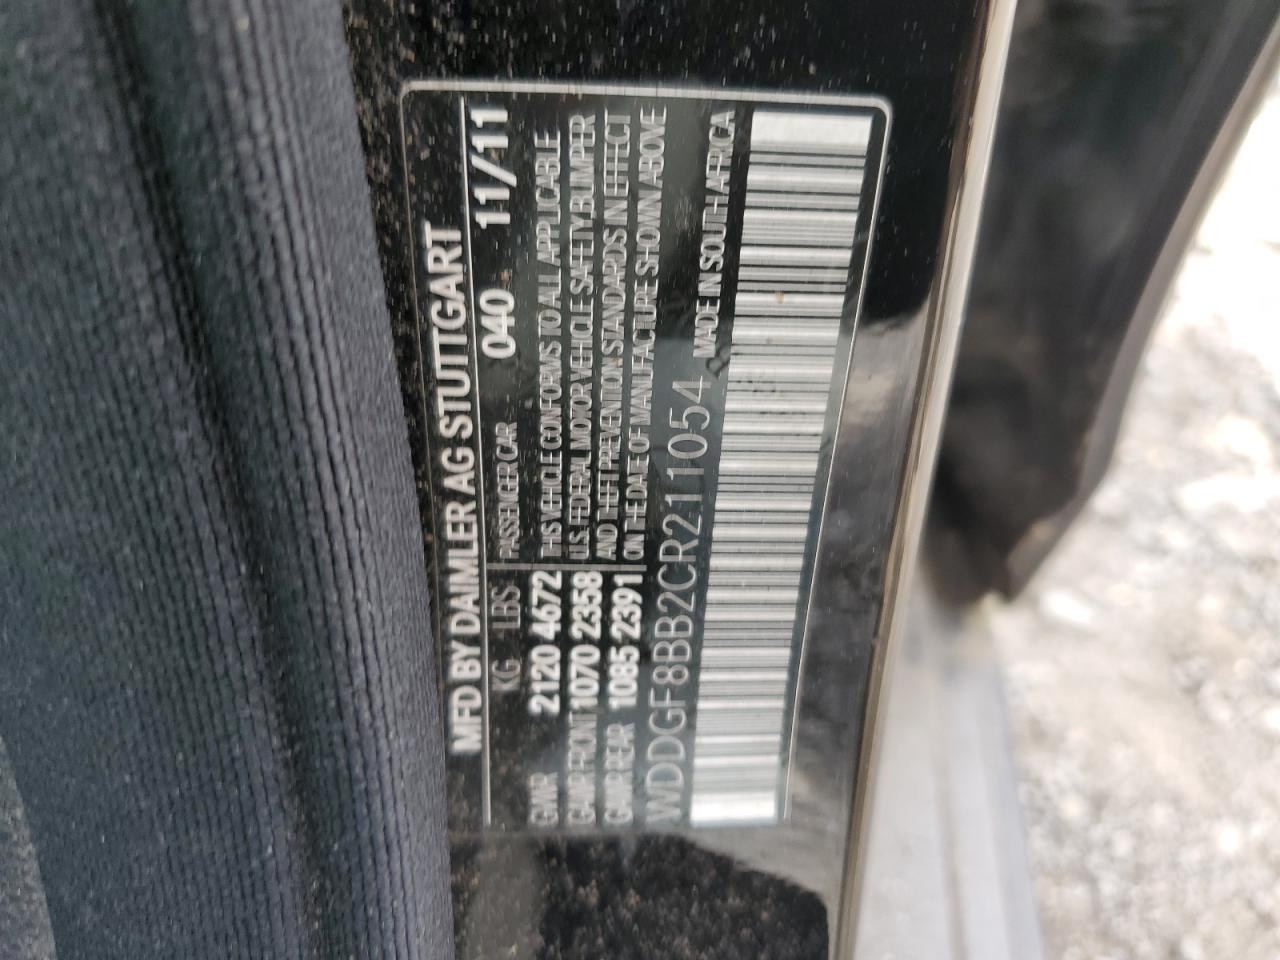 MFD BY DAIMLER AG STUTTGART
KG LBS PASSENGER CAR 040 11/11
GVWR 2120 4672
GAWR FRONT 1070 2358
GAWR REAR 1085 2391
THIS VEHICLE CONFORMS TO ALL APPLICABLE
U.S. FEDERAL MOTOR VEHICLE SAFETY, BUMPER
AND THEFT PREVENTION STANDARDS IN EFFECT
ON THE DATE OF MANUFACTURE SHOWN ABOVE
WDDGF8BB2CR211054 MADE IN SOUTH AFRICA